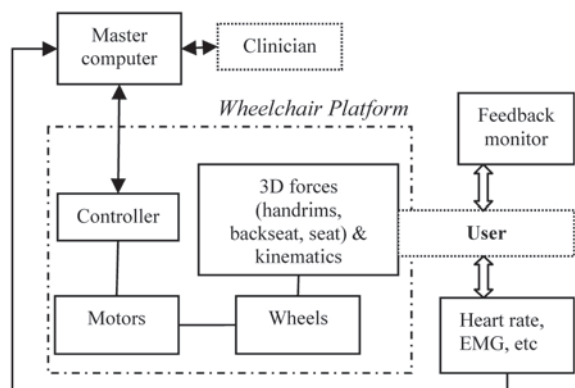 Master
computer
Clinician
Wheelchair Platform
Feedback
monitor
3D forces
(handrims,
backseat, seat) &
kinematics
Controller
User
Motors
Wheels
Heart rate,
EMG, etc